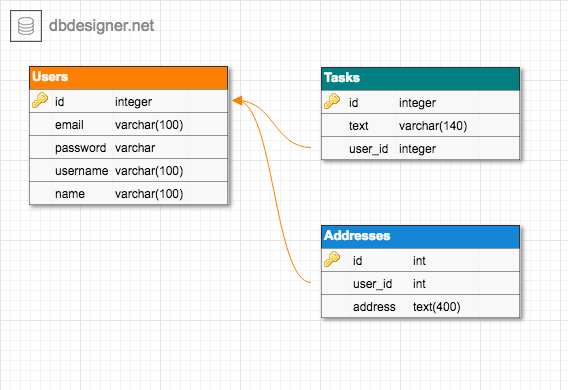 dbdesigner.net
Users
id integer
email varchar(100)
password varchar
username varchar(100)
name varchar(100)
Tasks
id integer
text varchar(140)
user_id integer
Addresses
id int
user_id int
address text(400)